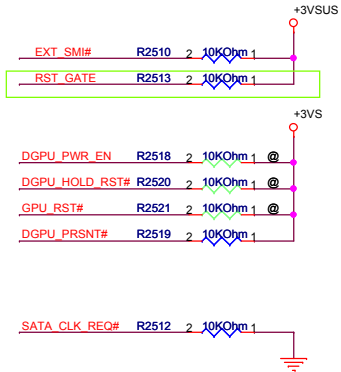 +3VSUS
EXT_SMI# R2510 2 10KOhm 1
RST_GATE R2513 2 10KOhm 1
+3VS
DGPU_PWR_EN R2518 2 10KOhm 1 @
DGPU_HOLD_RST# R2520 2 10KOhm 1 @
GPU_RST# R2521 2 10KOhm 1 @
DGPU_PRSNT# R2519 2 10KOhm 1
SATA_CLK_REQ# R2512 2 10KOhm 1